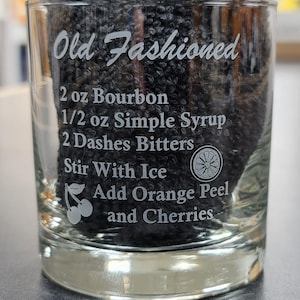 Old Fashioned
2 oz Bourbon
1/2 oz Simple Syrup
2 Dashes Bitters
Stir With Ice
Add Orange Peel
and Cherries